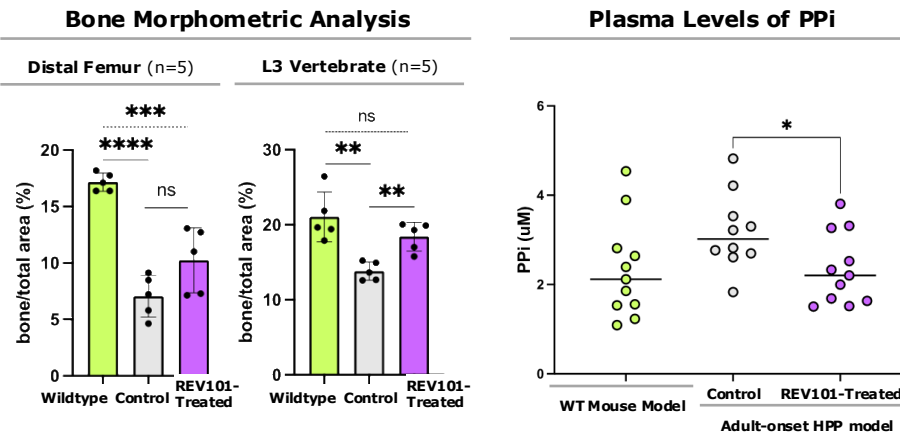 Bone Morphometric Analysis
Plasma Levels of PPi
Distal Femur (n=5)
L3 Vertebrate (n=5)
***
****
ns
bone/total area (%)
20
15
10
5
0
Wildtype
Control
REV101-
Treated
ns
**
**
bone/total area (%)
30
20
10
0
Wildtype
Control
REV101-
Treated
*
PPi (uM)
6
4
2
0
WT Mouse Model
Control
REV101-Treated
Adult-onset HPP model